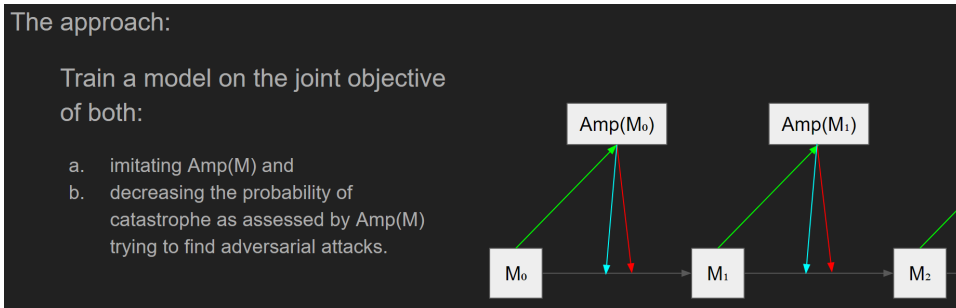 The approach:
Train a model on the joint objective
of both:
a. imitating Amp(M) and
b. decreasing the probability of
catastrophe as assessed by Amp(M)
trying to find adversarial attacks.
Amp(M₀) Amp(M₁)
M₀ M₁ M₂